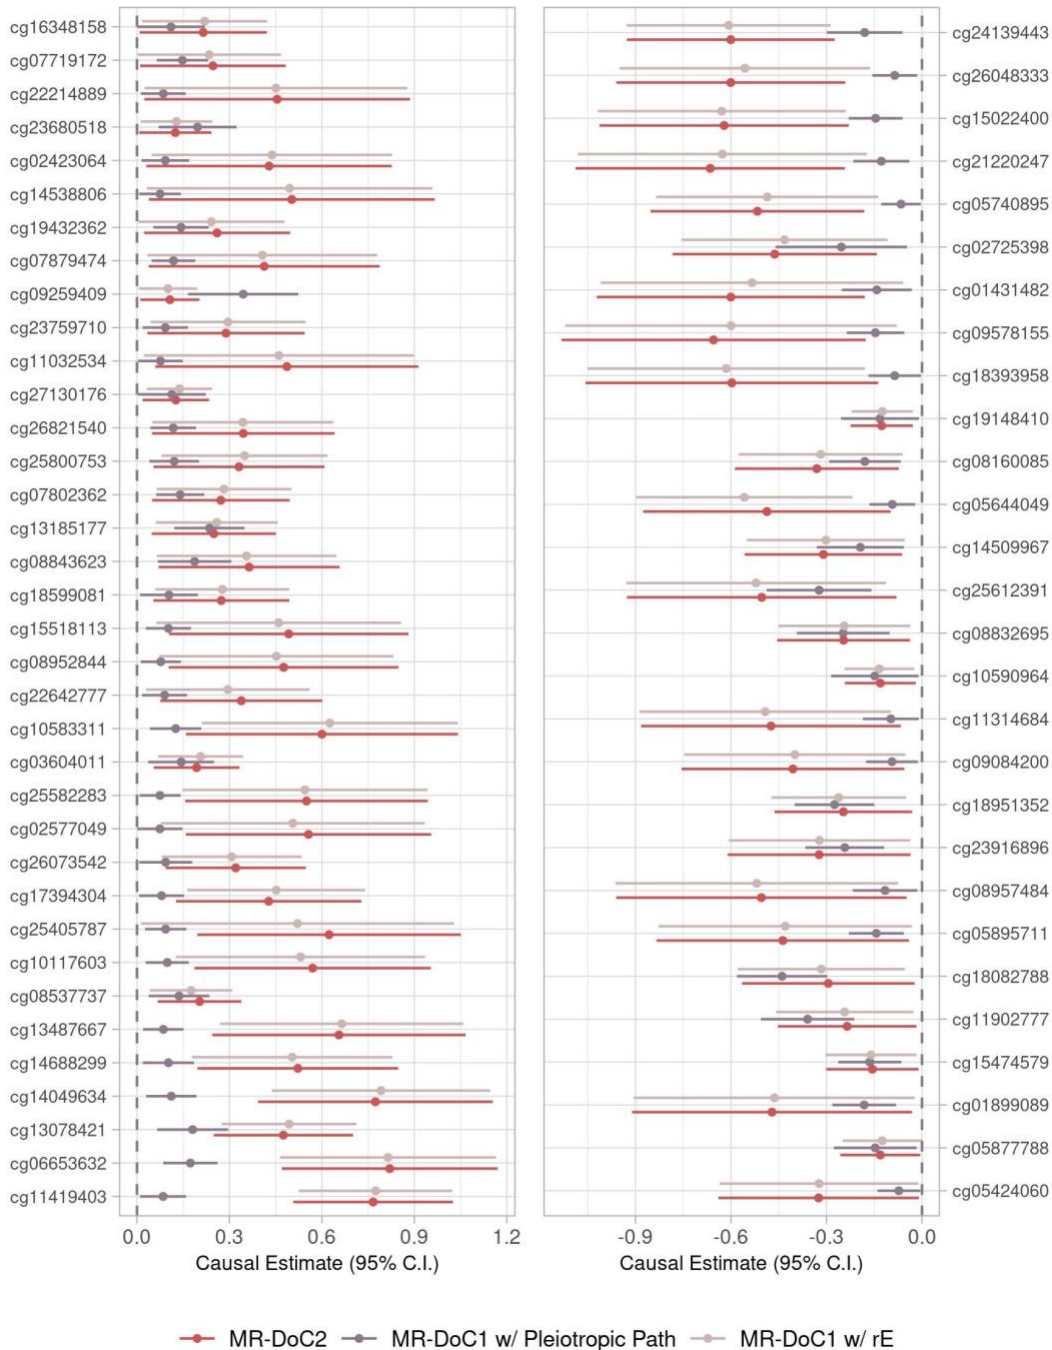 cg16348158
cg07719172
cg22214889
cg23680518
cg02423064
cg14538806
cg19432362
cg07879474
cg09259409
cg23759710
cg11032534
cg27130176
cg26821540
cg25800753
cg07802362
cg13185177
cg08843623
cg18599081
cg15518113
cg08952844
cg22642777
cg10583311
cg03604011
cg25582283
cg02577049
cg26073542
cg17394304
cg25405787
cg10117603
cg08537737
cg13487667
cg14688299
cg14049634
cg13078421
cg06653632
cg11419403
0.0 0.3 0.6 0.9 1.2
Causal Estimate (95% C.I.)
cg24139443
cg26048333
cg15022400
cg21220247
cg05740895
cg02725398
cg01431482
cg09578155
cg18393958
cg19148410
cg08160085
cg05644049
cg14509967
cg25612391
cg08832695
cg10590964
cg11314684
cg09084200
cg18951352
cg23916896
cg08957484
cg05895711
cg18082788
cg11902777
cg15474579
cg01899089
cg05877788
cg05424060
-0.9 -0.6 -0.3 0.0
Causal Estimate (95% C.I.)
MR-DoC2 MR-DoC1 w/ Pleiotropic Path MR-DoC1 w/ rE